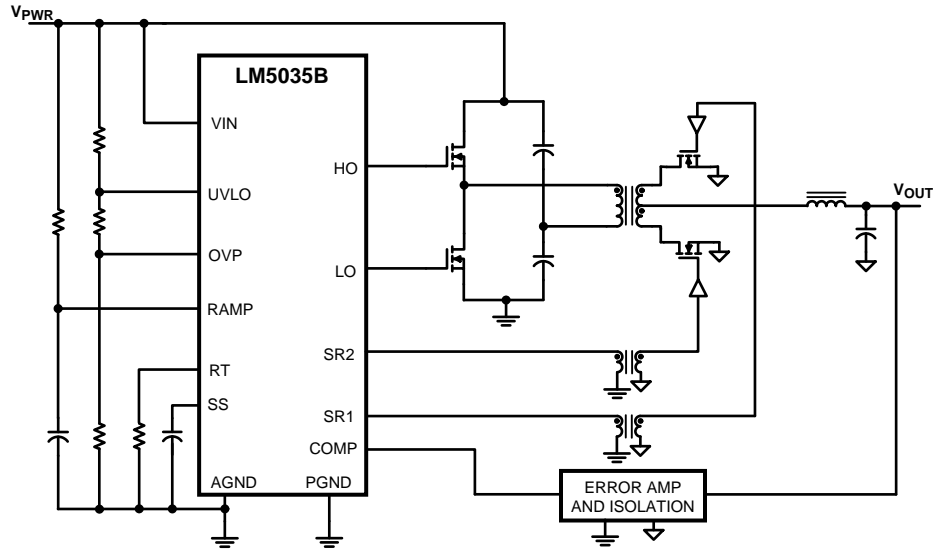 VPWR
LM5035B
VIN
HO
UVLO
VOUT
OVP
LO
RAMP
SR2
RT
SS
SR1
COMP
AGND
PGND
ERROR AMP
AND ISOLATION